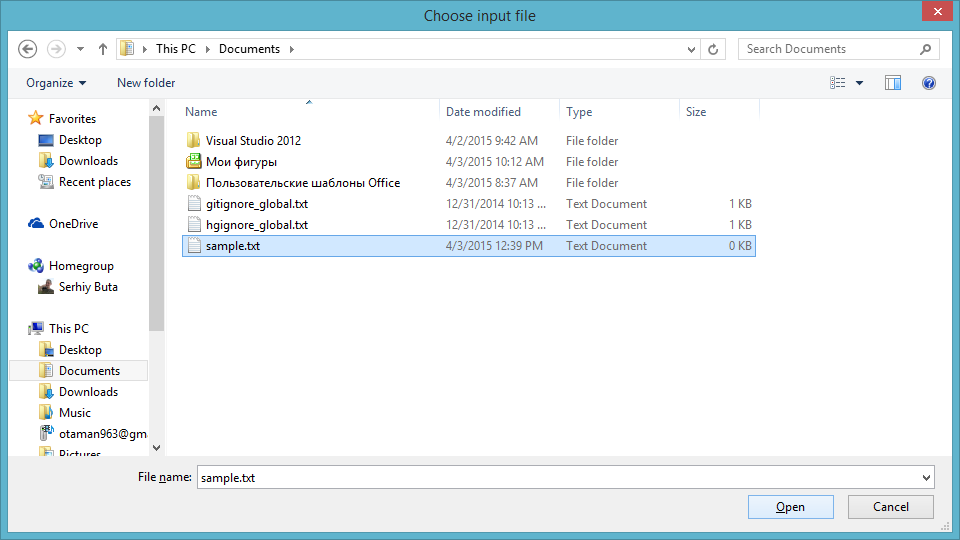 Choose input file
This PC Documents
Search Documents
Organize New folder
Name Date modified Type Size
Favorites
Desktop
Downloads
Recent places
OneDrive
Homegroup
Serhiy Buta
This PC
Desktop
Documents
Downloads
Music
otaman963@gm
Pictures
Visual Studio 2012 4/2/2015 9:42 AM File folder
Мои фигуры 4/3/2015 10:12 AM File folder
Пользовательские шаблоны Office 4/3/2015 8:37 AM File folder
gitignore_global.txt 12/31/2014 10:13 ... Text Document 1 KB
hgignore_global.txt 12/31/2014 10:13 ... Text Document 1 KB
sample.txt 4/3/2015 12:39 PM Text Document 0 KB
File name: sample.txt
Open Cancel